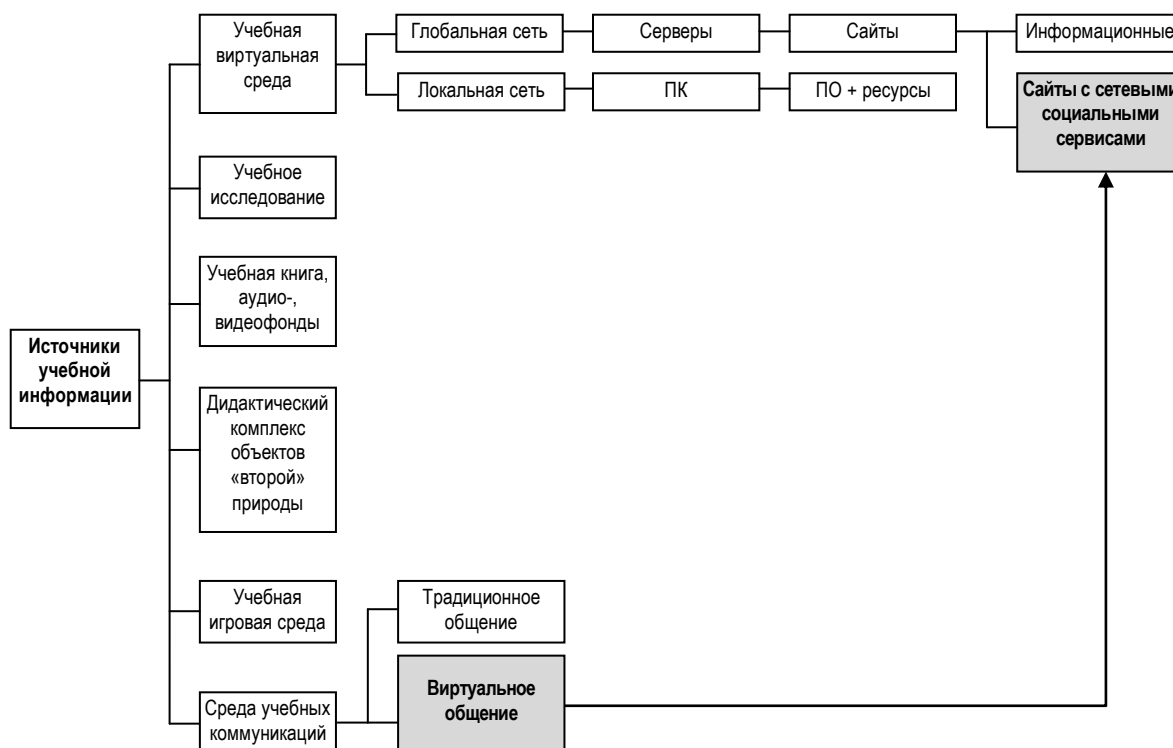 Учебная
виртуальная
среда
Глобальная сеть
Серверы
Сайты
Информационные
Локальная сеть
ПК
ПО + ресурсы
Сайты с сетевыми
социальными
сервисами
Учебное
исследование
Учебная книга,
аудио-,
видеофонды
Источники
учебной
информации
Дидактический
комплекс
объектов
«второй»
природы
Учебная
игровая среда
Традиционное
общение
Среда учебных
коммуникаций
Виртуальное
общение